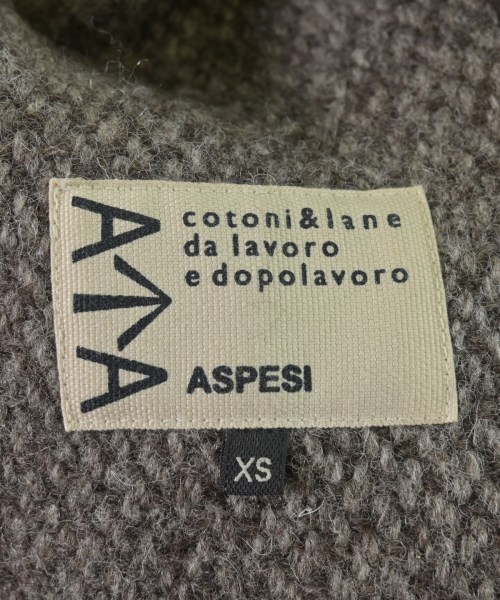 A↑A
cotoni&lane
da lavoro
e dopolavoro
ASPESI
XS